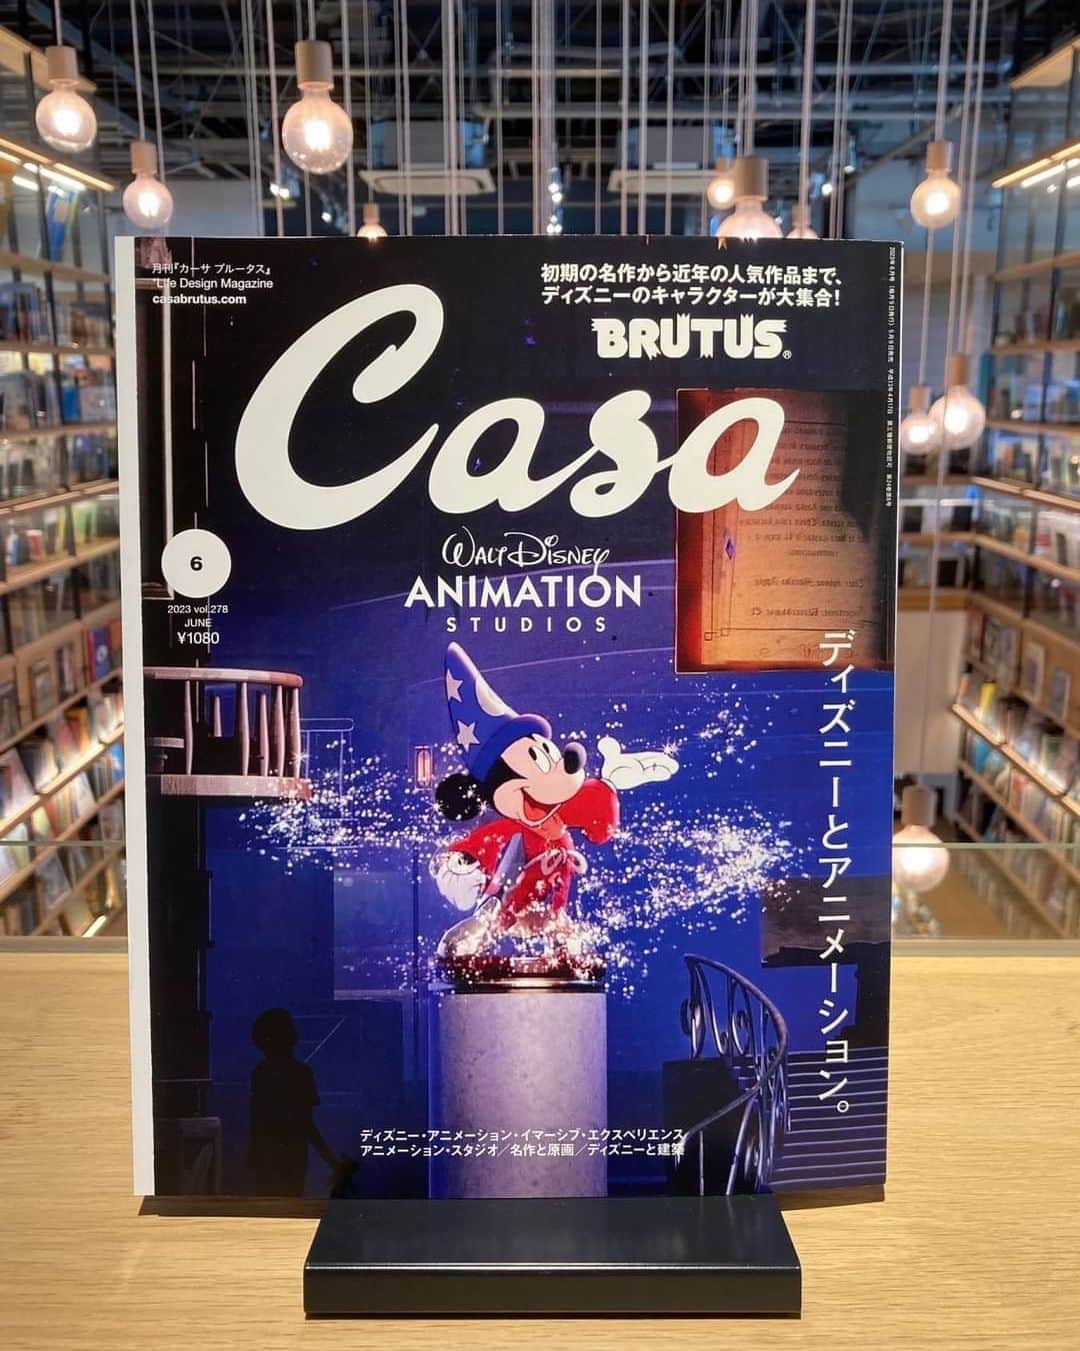 月刊『カーサ ブルータス』
"Life Design Magazine
casabrutus.com
初期の名作から近年の人気作品まで、
ディズニーのキャラクターが大集合！
BRUTUS®
Casa
WALT DISNEY
ANIMATION
STUDIOS
6
2023 vol.278
JUNE
¥1080
ディズニーとアニメーション。
ディズニー・アニメーション・イマーシブ・エクスペリエンス
アニメーション・スタジオ／名作と原画／ディズニーと建築